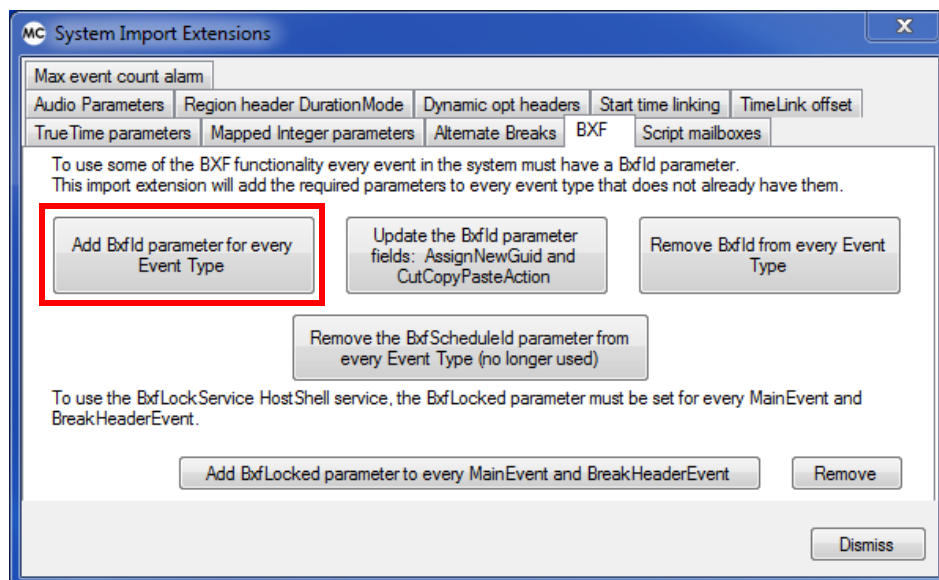 MC System Import Extensions X
Max event count alarm
Audio Parameters Region header DurationMode Dynamic opt headers Start time linking TimeLink offset
TrueTime parameters Mapped Integer parameters Alternate Breaks BXF Script mailboxes
To use some of the BXF functionality every event in the system must have a BxfId parameter.
This import extension will add the required parameters to every event type that does not already have them.
Add BxfId parameter for every
Event Type
Update the BxfId parameter
fields: AssignNewGuid and
CutCopyPasteAction
Remove BxfId from every Event
Type
Remove the BxfScheduleId parameter from
every Event Type (no longer used)
To use the BxfLockService HostShell service, the BxfLocked parameter must be set for every MainEvent and
BreakHeaderEvent.
Add BxfLocked parameter to every MainEvent and BreakHeaderEvent Remove
Dismiss